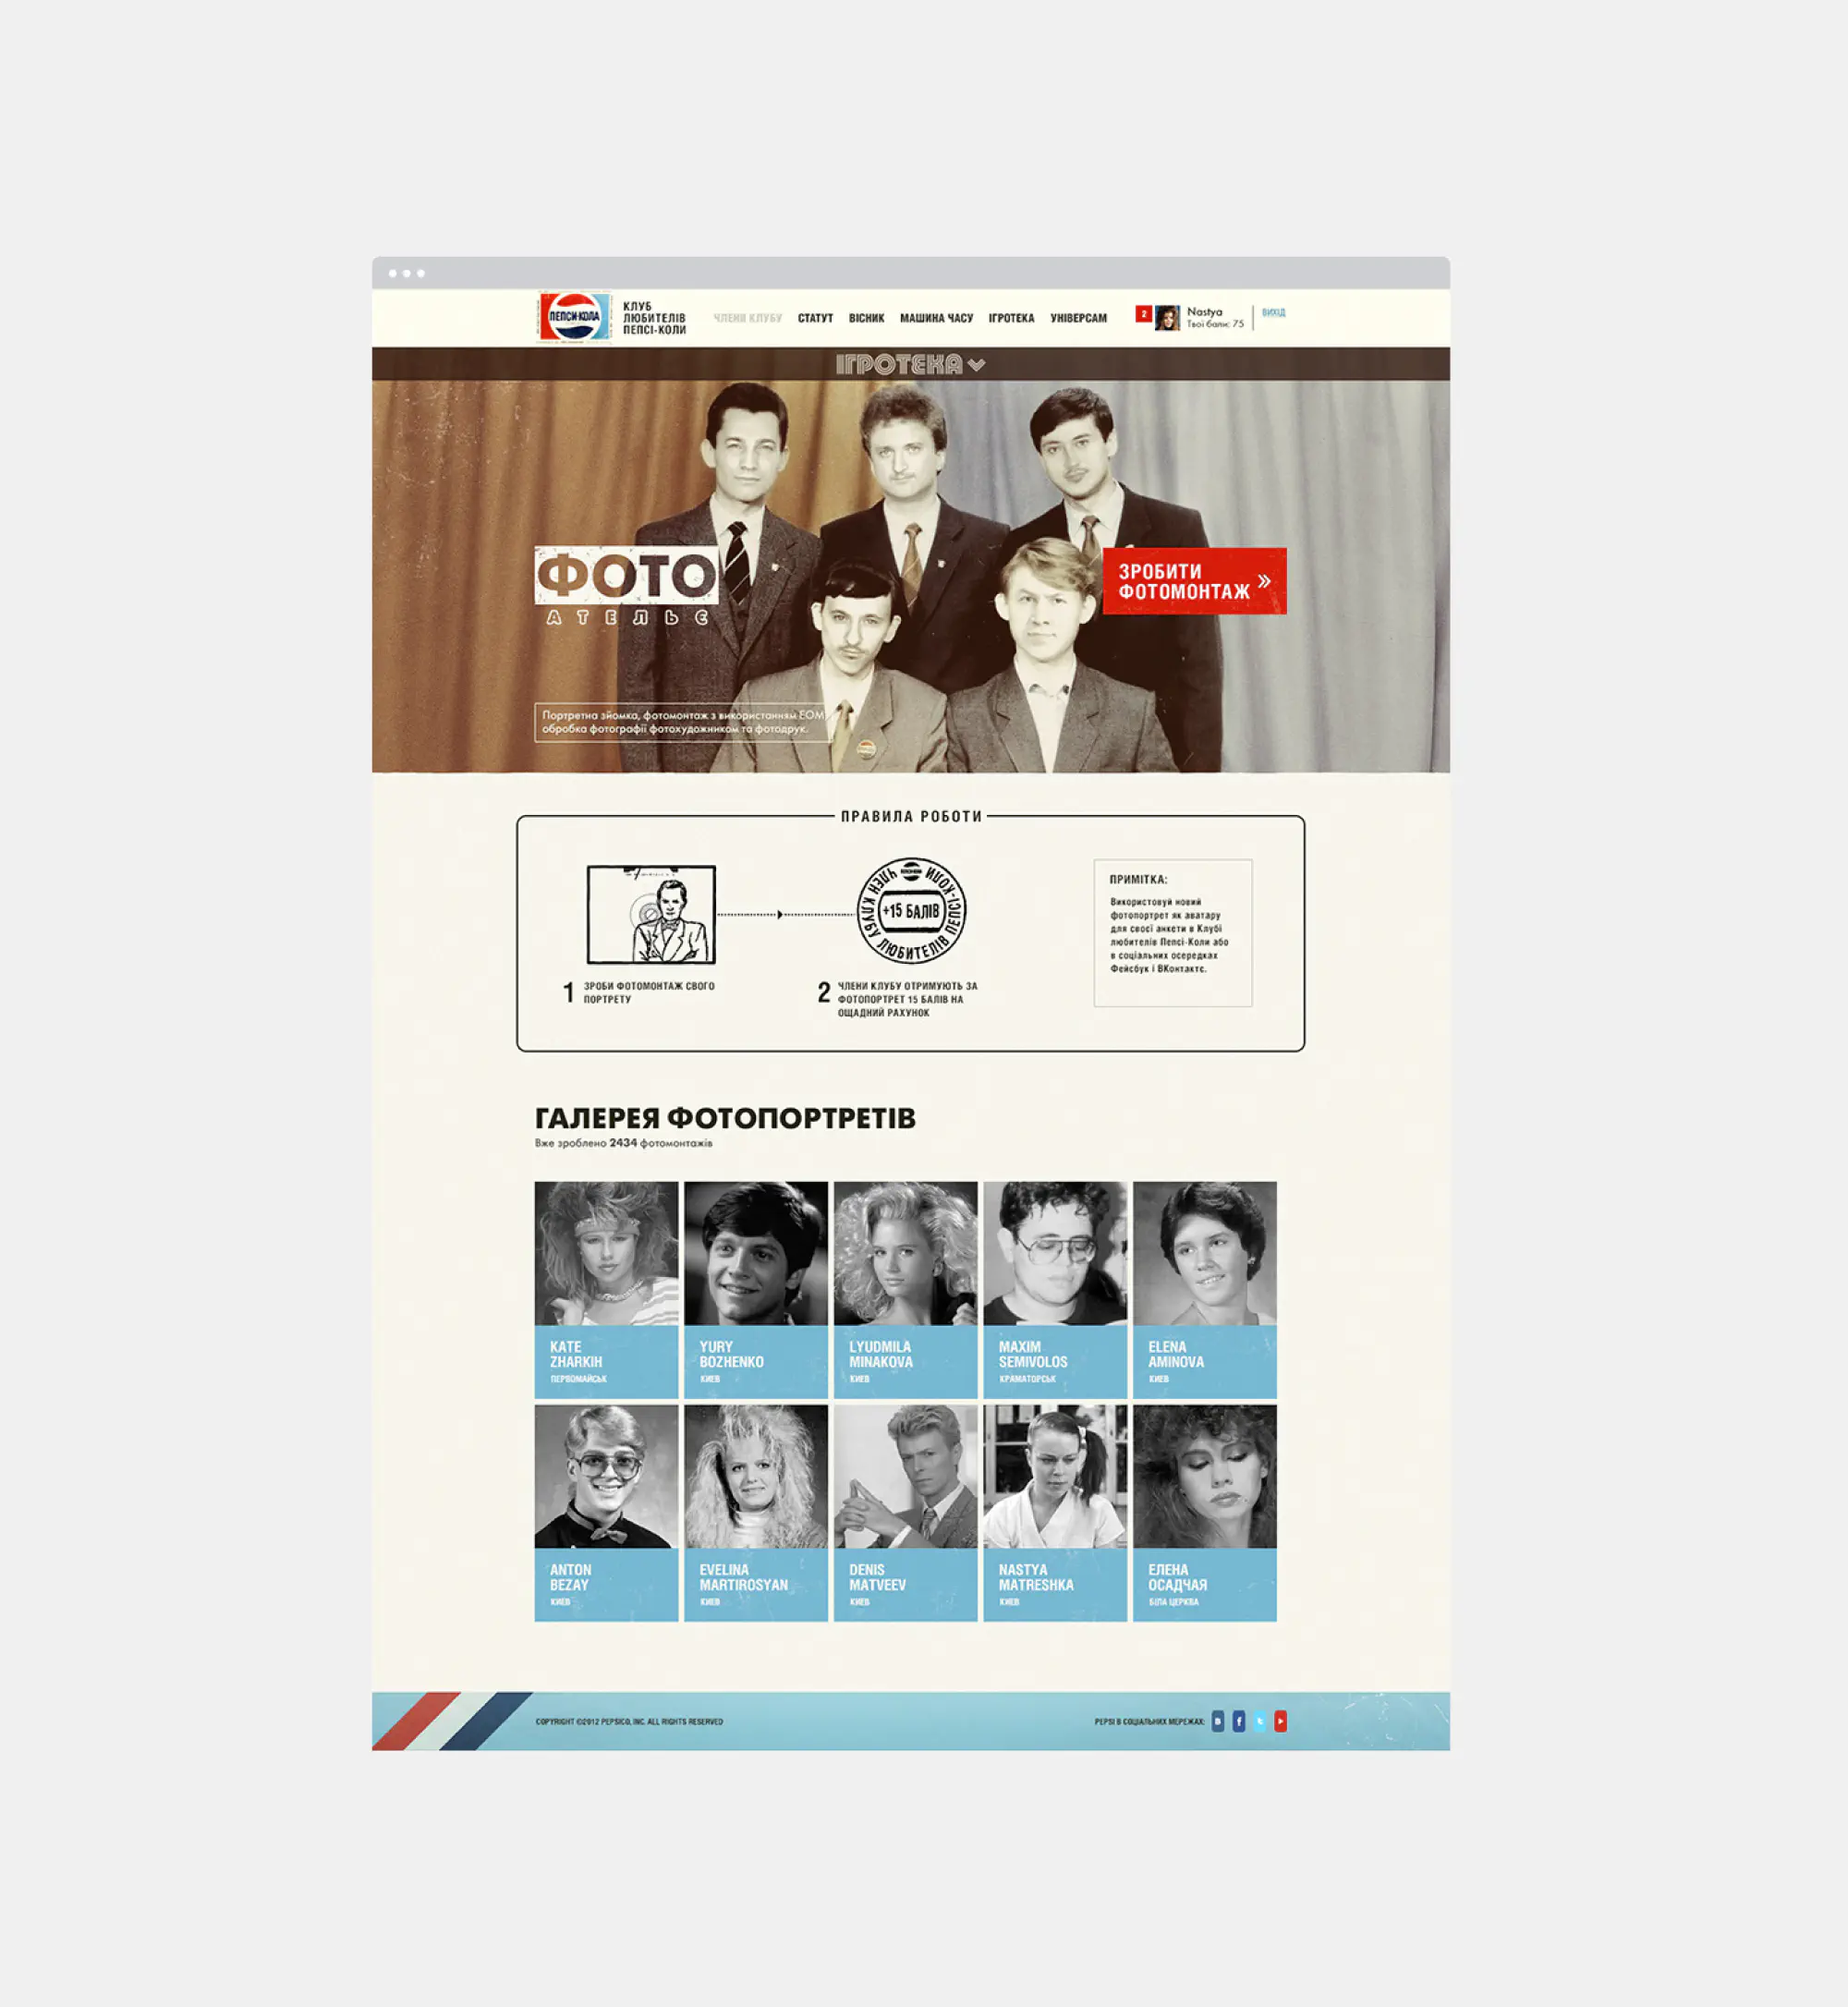 ПЕПСИ-КОЛА
КЛУБ
ЛЮБИТЕЛІВ
ПЕПСІ-КОЛИ
ЧЛЕНИ КЛУБУ СТАТУТ ВІСНИК МАШИНА ЧАСУ ІГРОТЕКА УНІВЕРСАМ
2
Nastya
Твої бали: 75
ВИХІД
ІГРОТЕКА
ФОТО
АТЕЛЬЄ
ЗРОБИТИ
ФОТОМОНТАЖ »
Портретна зйомка, фотомонтаж з використанням ЕОМ
обробка фотографії фотохудожником та фотодрук.
ПРАВИЛА РОБОТИ
ЧЛЕН КЛУБУ ЛЮБИТЕЛІВ ПЕПСІ-КОЛИ
+15 БАЛІВ
1 ЗРОБИ ФОТОМОНТАЖ СВОГО
ПОРТРЕТУ
2 ЧЛЕНИ КЛУБУ ОТРИМУЮТЬ ЗА
ФОТОПОРТРЕТ 15 БАЛІВ НА
ОЩАДНИЙ РАХУНОК
ПРИМІТКА:
Використовуй новий
фотопортрет як аватару
для своєї анкети в Клубі
любителів Пепсі-Коли або
в соціальних осередках
Фейсбук і ВКонтакте.
ГАЛЕРЕЯ ФОТОПОРТРЕТІВ
Вже зроблено 2434 фотомонтажів
KATE
ZHARKIH
ПЕРВОМАЙСЬК
YURY
BOZHENKO
КИЕВ
LYUDMILA
MINAKOVA
КИЕВ
MAXIM
SEMIVOLOS
КРАМАТОРСЬК
ELENA
AMINOVA
КИЕВ
ANTON
BEZAY
КИЕВ
EVELINA
MARTIROSYAN
КИЕВ
DENIS
MATVEEV
КИЕВ
NASTYA
MATRESHKA
КИЕВ
ЕЛЕНА
ОСАДЧАЯ
БІЛА ЦЕРКВА
COPYRIGHT ©2012 PEPSICO, INC. ALL RIGHTS RESERVED
PEPSI В СОЦІАЛЬНИХ МЕРЕЖАХ: